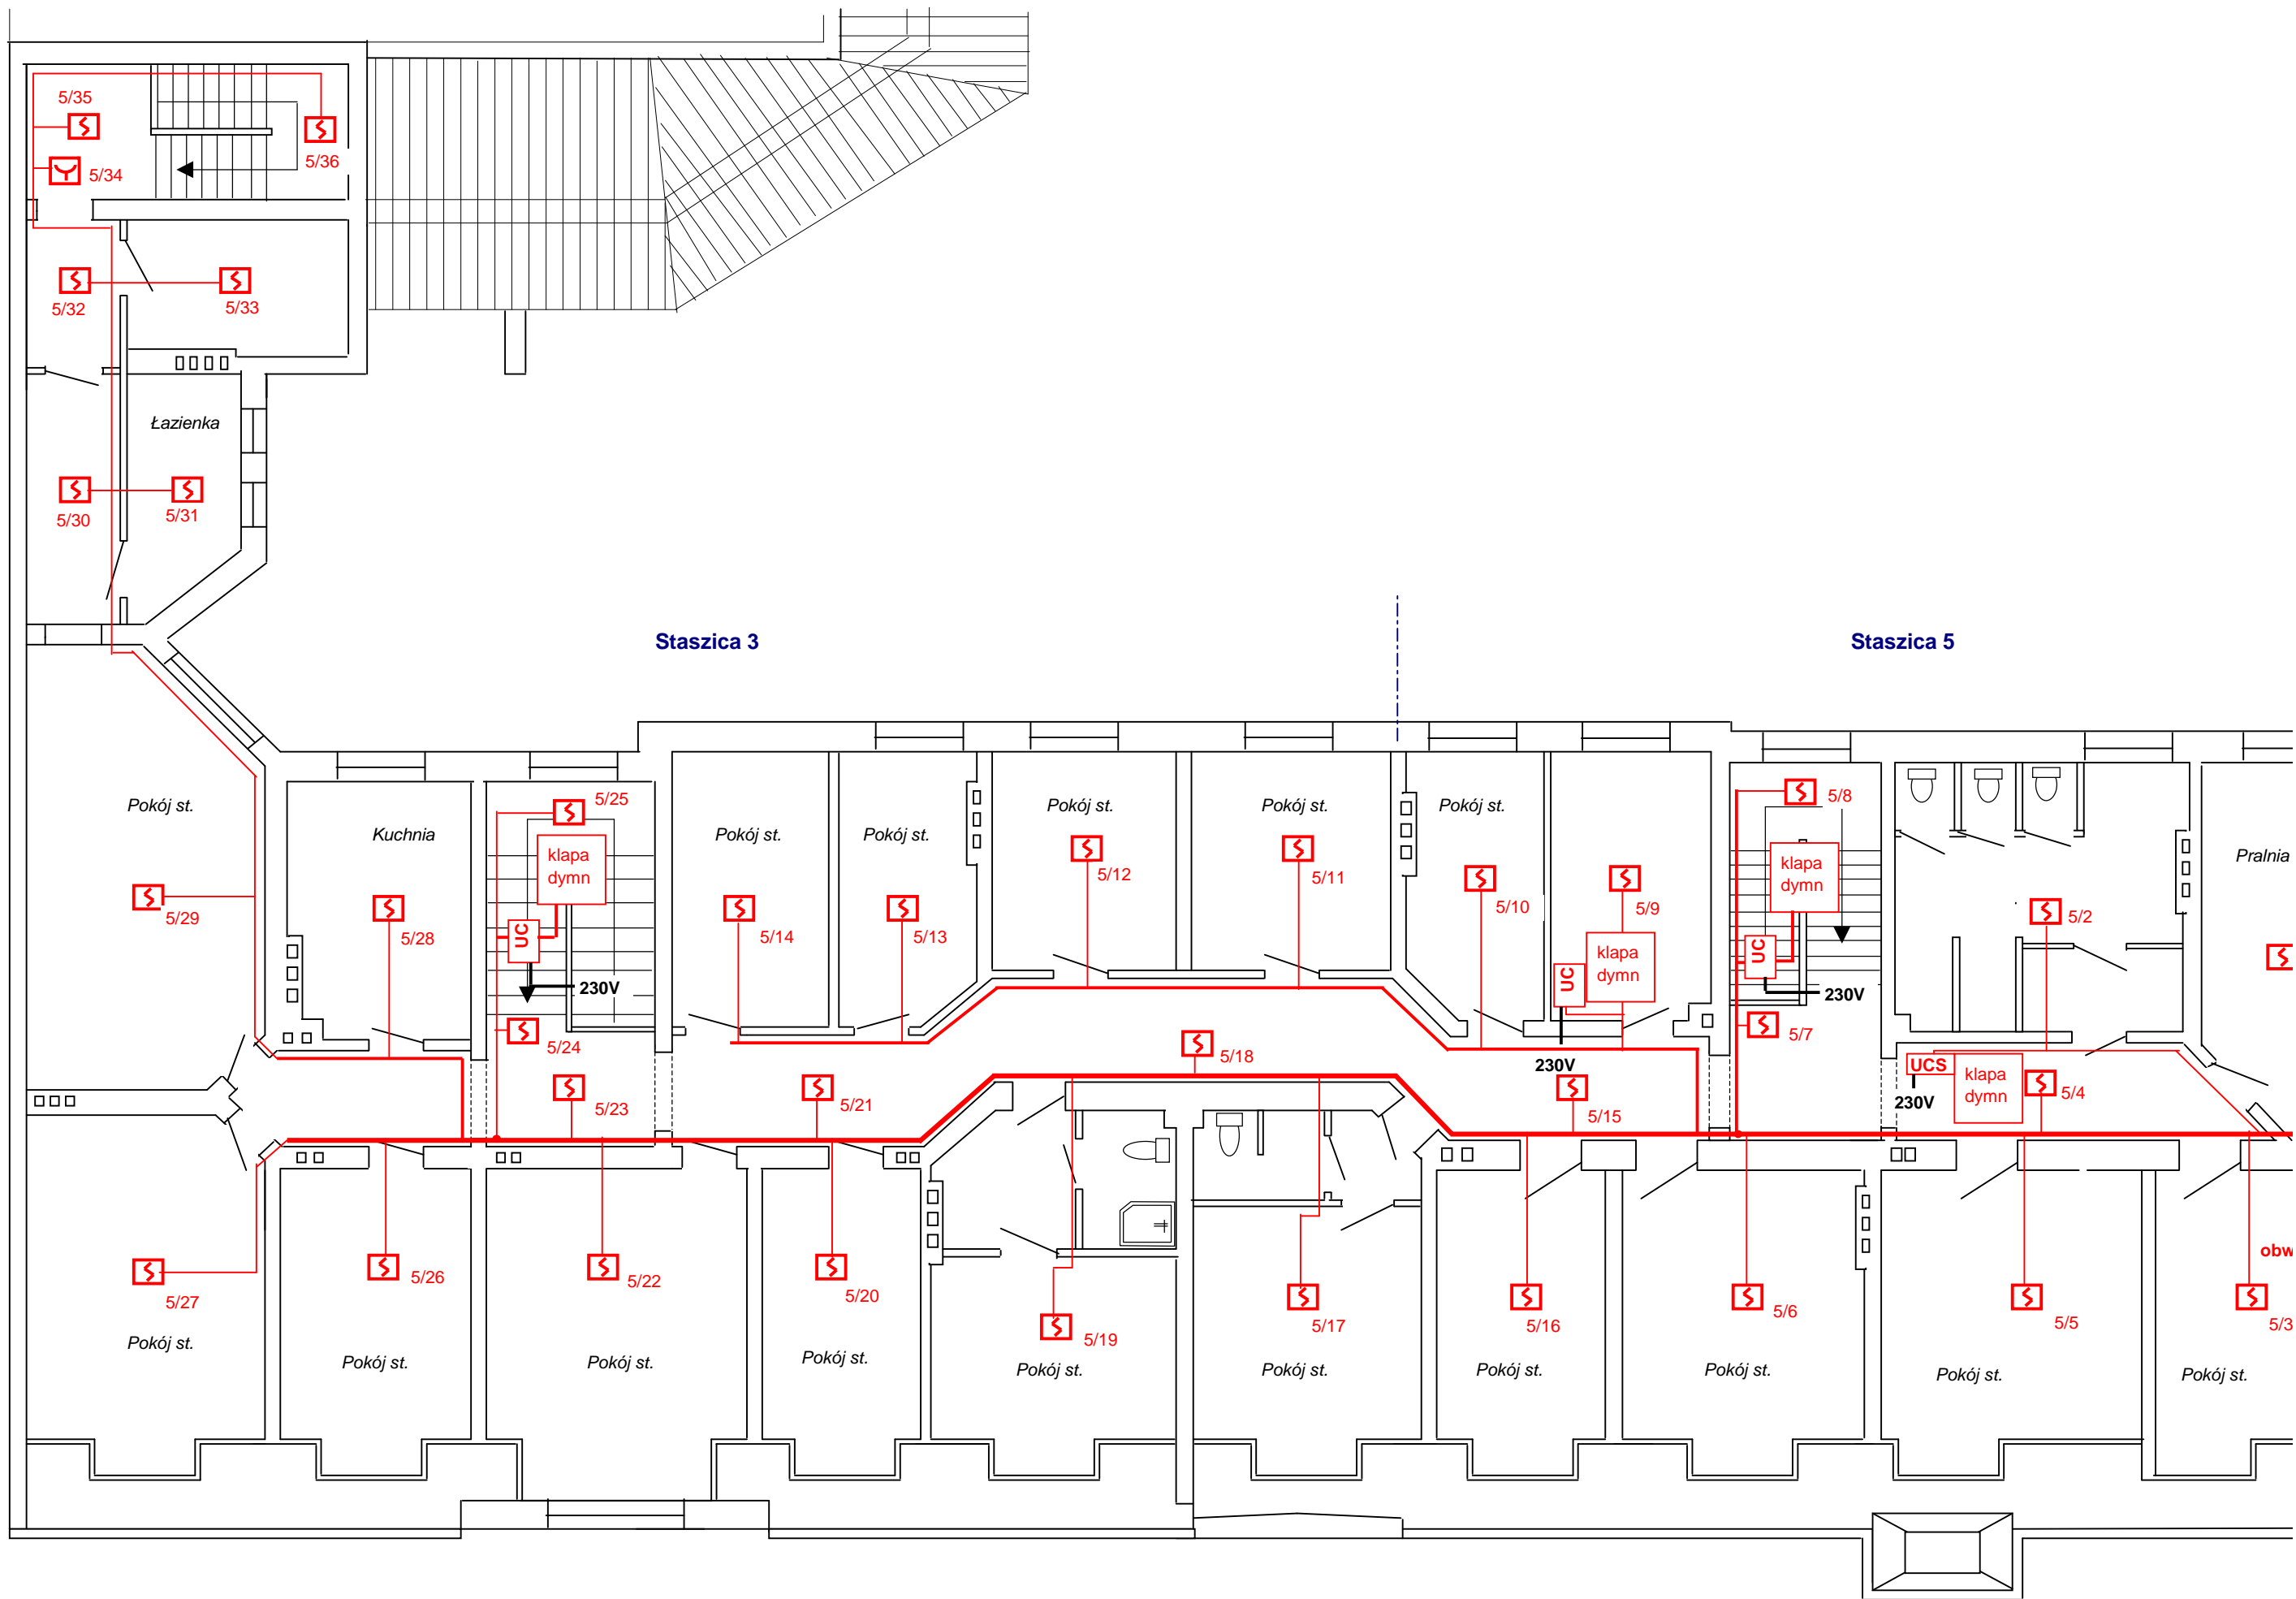 5/35
5/36
5/34
5/32
5/33
Łazienka
5/30
5/31
Staszica 3
Staszica 5
Pokój st.
Kuchnia
5/25
klapa
dymn
UC
230V
5/24
5/29
5/28
5/23
Pokój st.
5/14
Pokój st.
5/13
Pokój st.
5/12
Pokój st.
5/11
Pokój st.
5/10
5/9
klapa
dymn
UC
230V
5/8
klapa
dymn
UC
230V
5/7
5/2
Pralnia
UCS
klapa
dymn
230V
5/4
5/21
5/18
5/15
5/27
Pokój st.
5/26
Pokój st.
5/22
Pokój st.
5/20
Pokój st.
5/19
Pokój st.
5/17
Pokój st.
5/16
Pokój st.
5/6
Pokój st.
5/5
Pokój st.
obw
5/3
Pokój st.